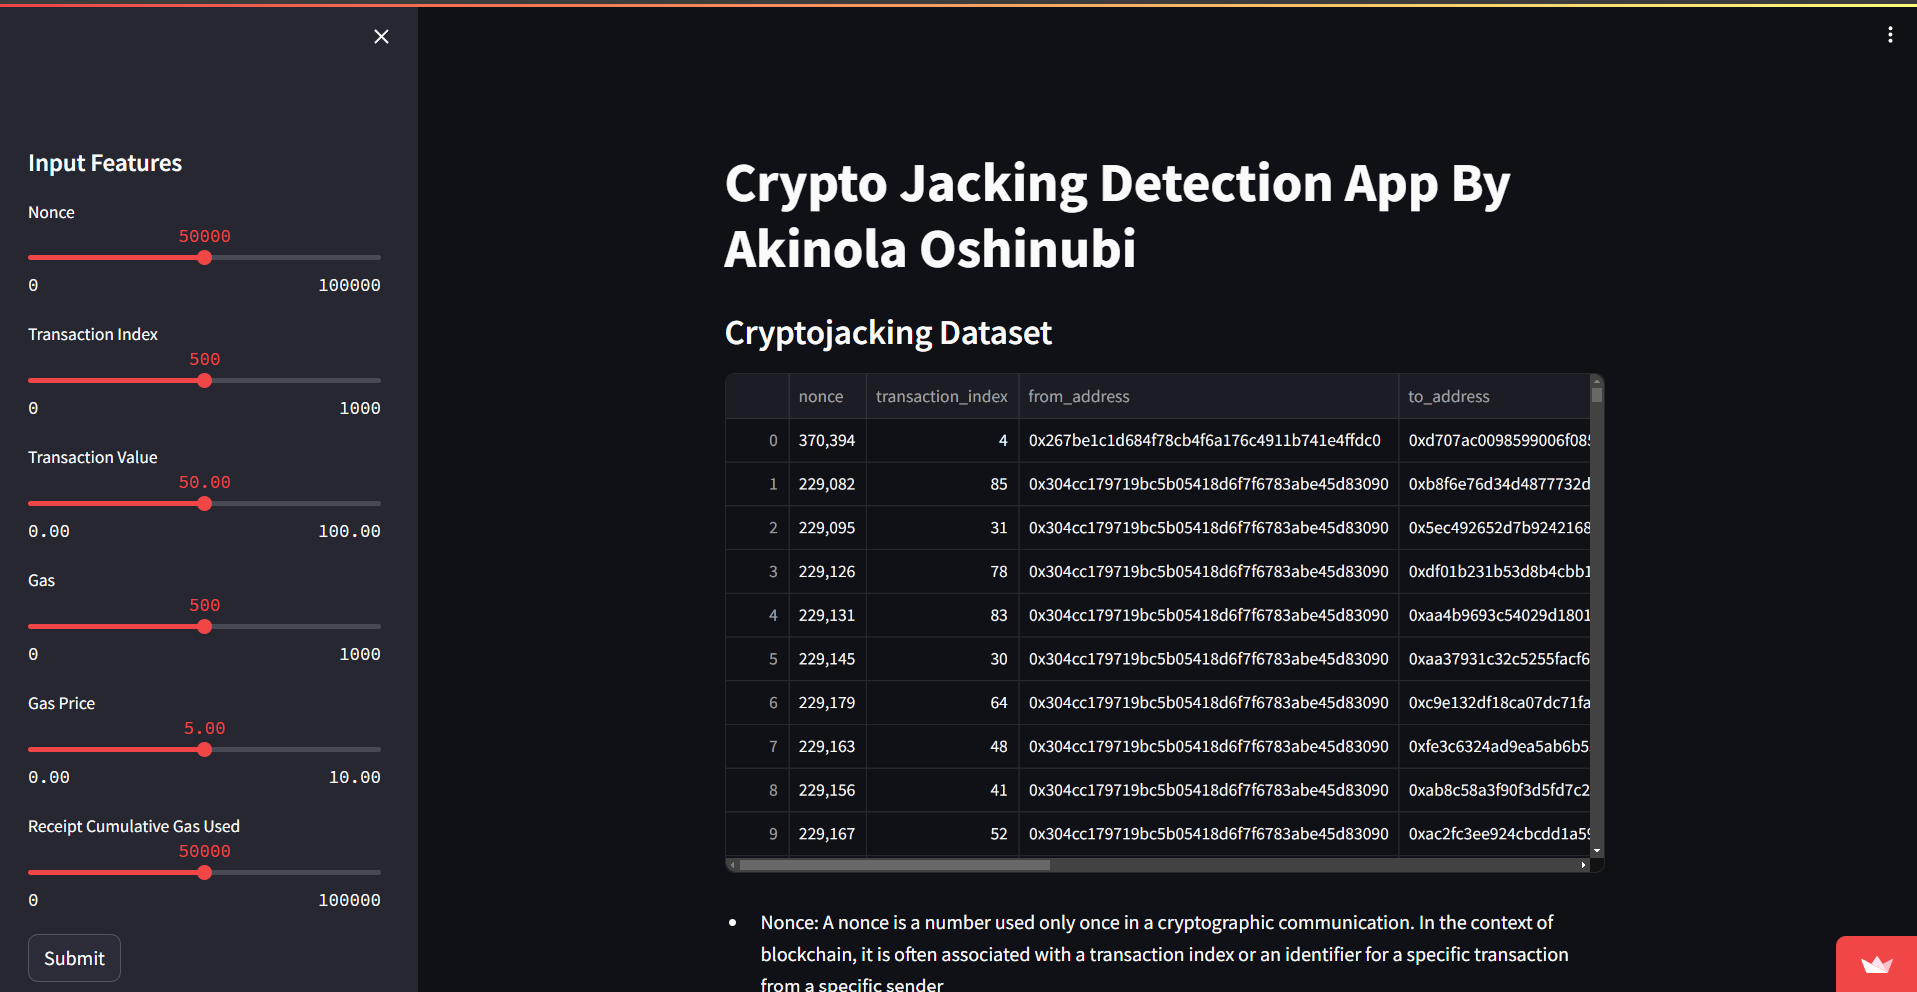 Input Features
Nonce
50000
0 100000
Transaction Index
500
0 1000
Transaction Value
50.00
0.00 100.00
Gas
500
0 1000
Gas Price
5.00
0.00 10.00
Receipt Cumulative Gas Used
50000
0 100000
Submit
Crypto Jacking Detection App By
Akinola Oshinubi
Cryptojacking Dataset
nonce transaction_index from_address to_address
0 370,394 4 0x267be1c1d684f78cb4f6a176c4911b741e4ffdc0 0xd707ac0098599006f085
1 229,082 85 0x304cc179719bc5b05418d6f7f6783abe45d83090 0xb8f6e76d34d4877732d
2 229,095 31 0x304cc179719bc5b05418d6f7f6783abe45d83090 0x5ec492652d7b9242168
3 229,126 78 0x304cc179719bc5b05418d6f7f6783abe45d83090 0xdf01b231b53d8b4cbb1
4 229,131 83 0x304cc179719bc5b05418d6f7f6783abe45d83090 0xaa4b9693c54029d1801
5 229,145 30 0x304cc179719bc5b05418d6f7f6783abe45d83090 0xaa37931c32c5255facf6
6 229,179 64 0x304cc179719bc5b05418d6f7f6783abe45d83090 0xc9e132df18ca07dc71fa
7 229,163 48 0x304cc179719bc5b05418d6f7f6783abe45d83090 0xfe3c6324ad9ea5ab6b5
8 229,156 41 0x304cc179719bc5b05418d6f7f6783abe45d83090 0xab8c58a3f90f3d5fd7c2
9 229,167 52 0x304cc179719bc5b05418d6f7f6783abe45d83090 0xac2fc3ee924cbcdd1a59
• Nonce: A nonce is a number used only once in a cryptographic communication. In the context of
blockchain, it is often associated with a transaction index or an identifier for a specific transaction
from a specific sender